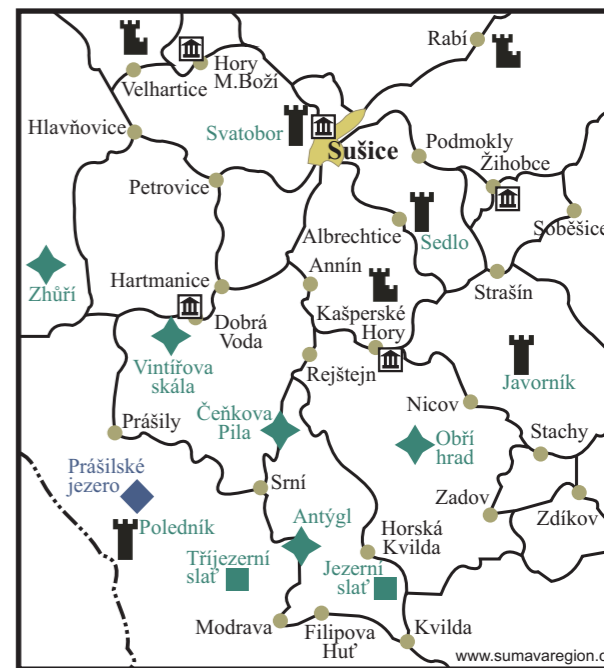 Rabí
Hory
M.Boží
Velhartice
Hlavňovice
Svatobor
Sušice
Podmokly
Žihobce
Petrovice
Albrechtice
Sedlo
Soběšice
Zhůří
Hartmanice
Annín
Strašín
Kašperské
Hory
Dobrá
Voda
Vintířova
skála
Rejštejn
Javorník
Nicov
Čeňkova
Pila
Prášily
Obří
hrad
Stachy
Prášilské
jezero
Srní
Zadov
Zdíkov
Poledník
Antýgl
Horská
Kvilda
Tříjezerní
slať
Jezerní
slať
Modrava
Filipova
Huť
Kvilda
www.sumavaregion.c